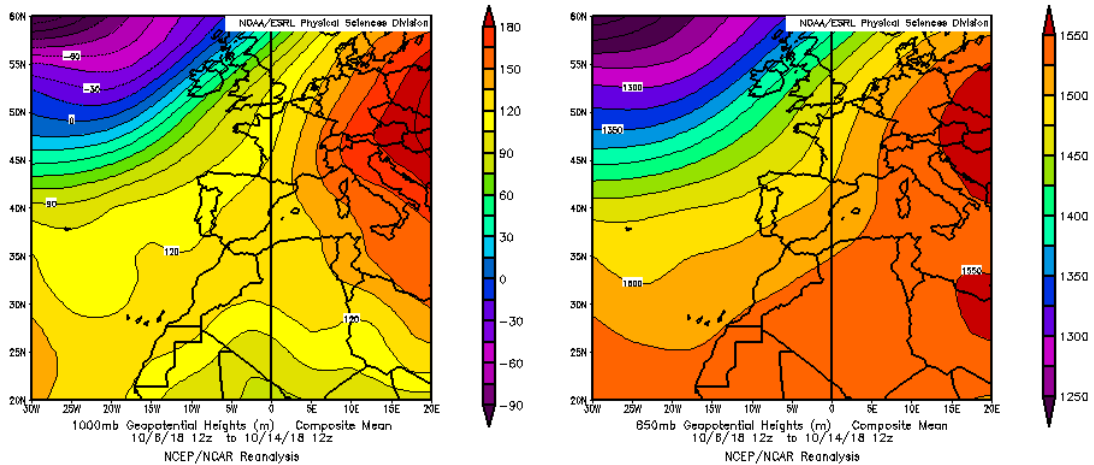 NOAA/ESRL Physical Sciences Division
60N
55N
50N
45N
40N
35N
30N
25N
20N
30W
25W
20W
15W
10W
5W
0
5E
10E
15E
20E
-60
-30
0
90
120
120
180
150
120
90
60
30
0
-30
-60
-90
1000mb Geopotential Heights (m) Composite Mean
10/6/18 12z to 10/14/18 12z
NCEP/NCAR Reanalysis
NOAA/ESRL Physical Sciences Division
60N
55N
50N
45N
40N
35N
30N
25N
20N
30W
25W
20W
15W
10W
5W
0
5E
10E
15E
20E
1300
1350
1500
1550
1550
1500
1450
1400
1350
1300
1250
850mb Geopotential Heights (m) Composite Mean
10/6/18 12z to 10/14/18 12z
NCEP/NCAR Reanalysis